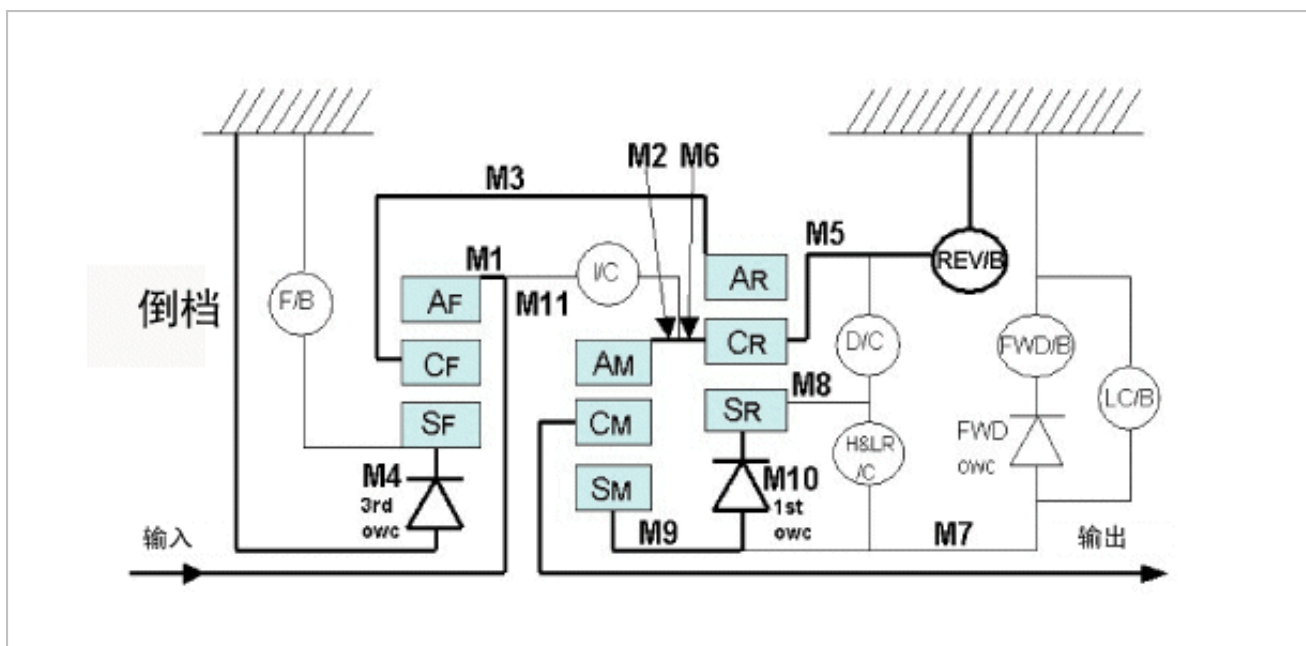 M2 M6
M3
M5
M1
I/C
REV/B
AR
倒档
F/B
AF
M11
CR
D/C
FWD/B
CF
AM
M8
LC/B
SF
CM
SR
FWD
owc
H&LR
/C
M4
3rd
owc
SM
M10
1st
owc
M9
M7
输入
输出